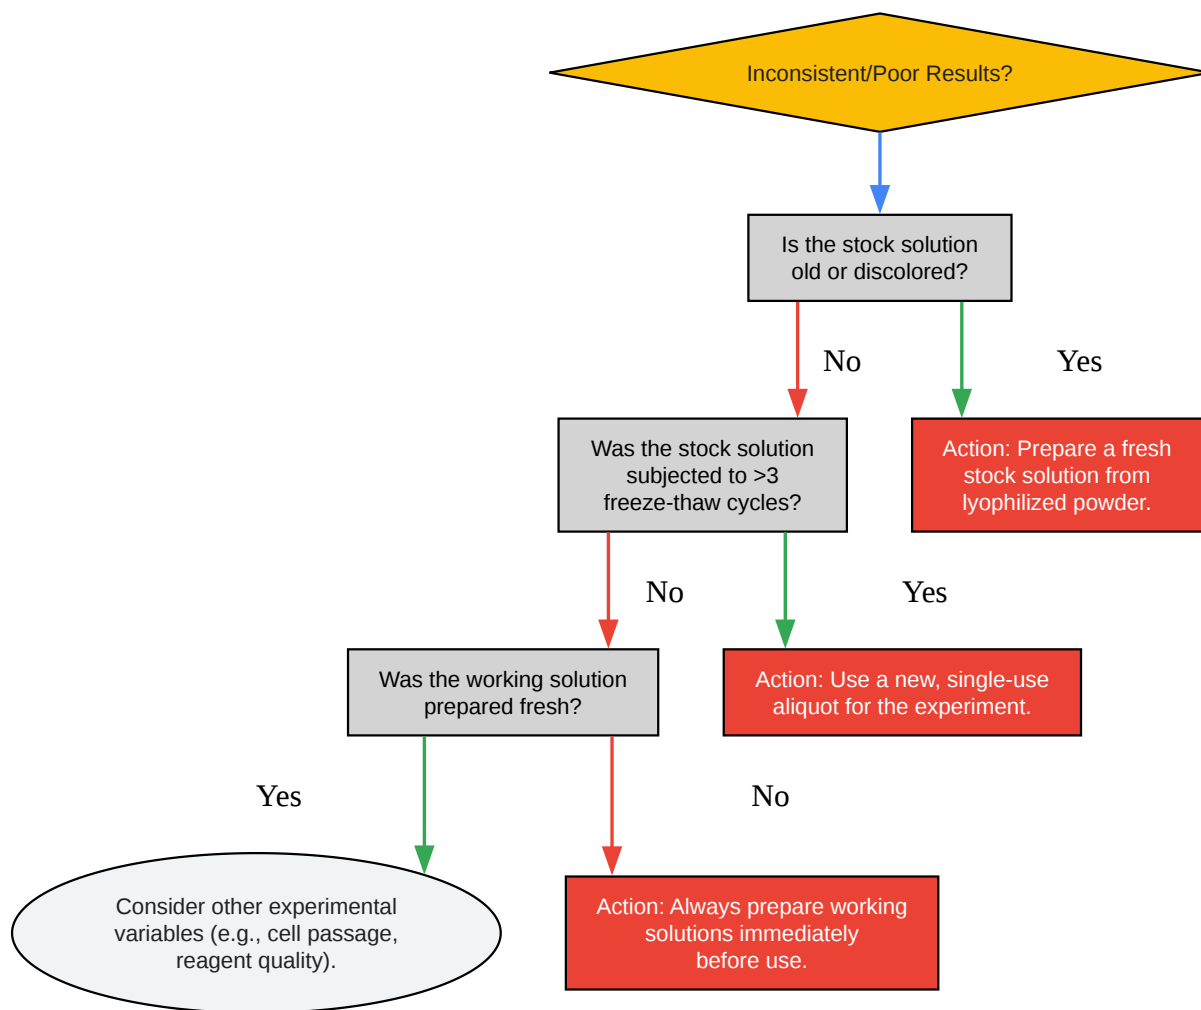 Inconsistent/Poor Results?
Is the stock solution
old or discolored?
No
Yes
Was the stock solution
subjected to >3
freeze-thaw cycles?
Action: Prepare a fresh
stock solution from
lyophilized powder.
No
Yes
Was the working solution
prepared fresh?
Action: Use a new, single-use
aliquot for the experiment.
Yes
No
Consider other experimental
variables (e.g., cell passage,
reagent quality).
Action: Always prepare working
solutions immediately
before use.